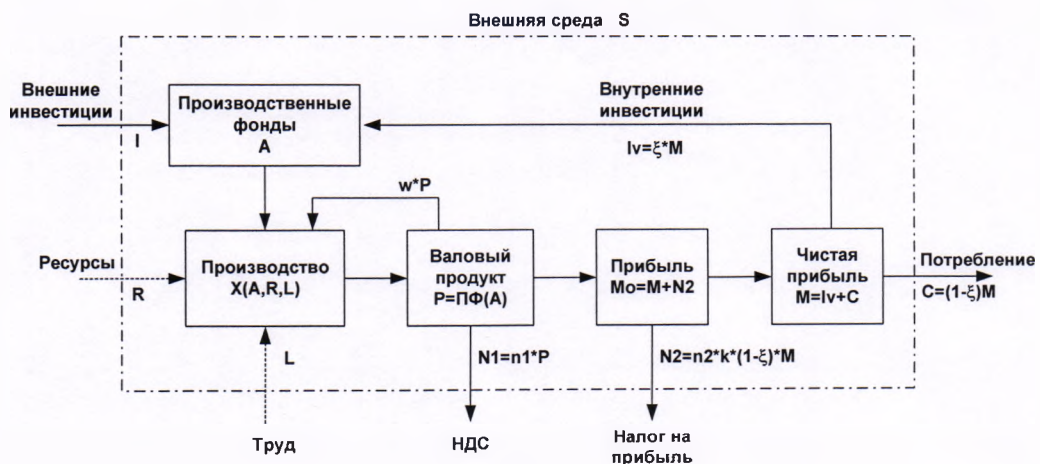 Внешняя среда S
Внешние
инвестиции
I
Производственные
фонды
A
Внутренние
инвестиции
Iv=ξ*M
w*P
Ресурсы
R
Производство
X(A,R,L)
Валовый
продукт
P=ПФ(A)
Прибыль
Mo=M+N2
Чистая
прибыль
M=Iv+C
Потребление
C=(1-ξ)M
L
N1=n1*P
N2=n2*k*(1-ξ)*M
Труд
НДС
Налог на
прибыль